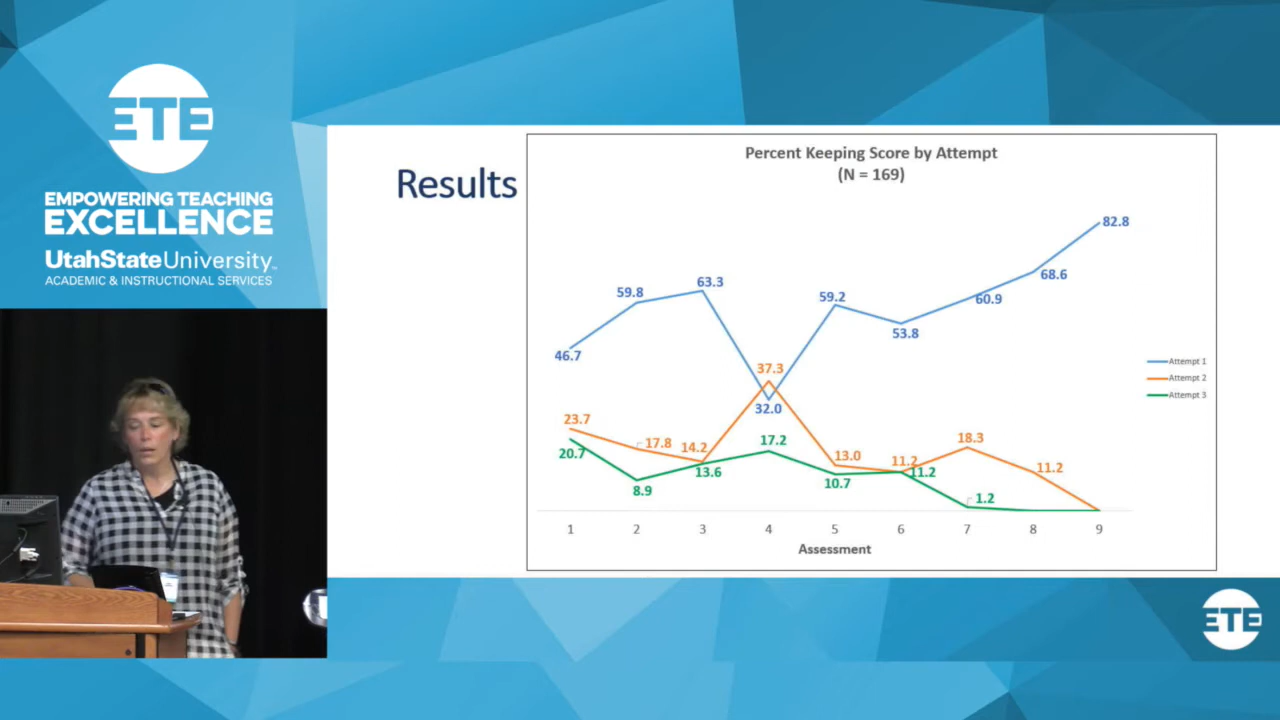 ETE
EMPOWERING TEACHING
EXCELLENCE
UtahStateUniversity
ACADEMIC & INSTRUCTIONAL SERVICES
Results
Percent Keeping Score by Attempt
(N = 169)
82.8
68.6
63.3
59.8
59.2
60.9
53.8
46.7
37.3
32.0
23.7
17.8
14.2
13.0
11.2
18.3
11.2
20.7
8.9
13.6
17.2
10.7
11.2
1.2
Attempt 1
Attempt 2
Attempt 3
1 2 3 4 5 6 7 8 9
Assessment
ETE